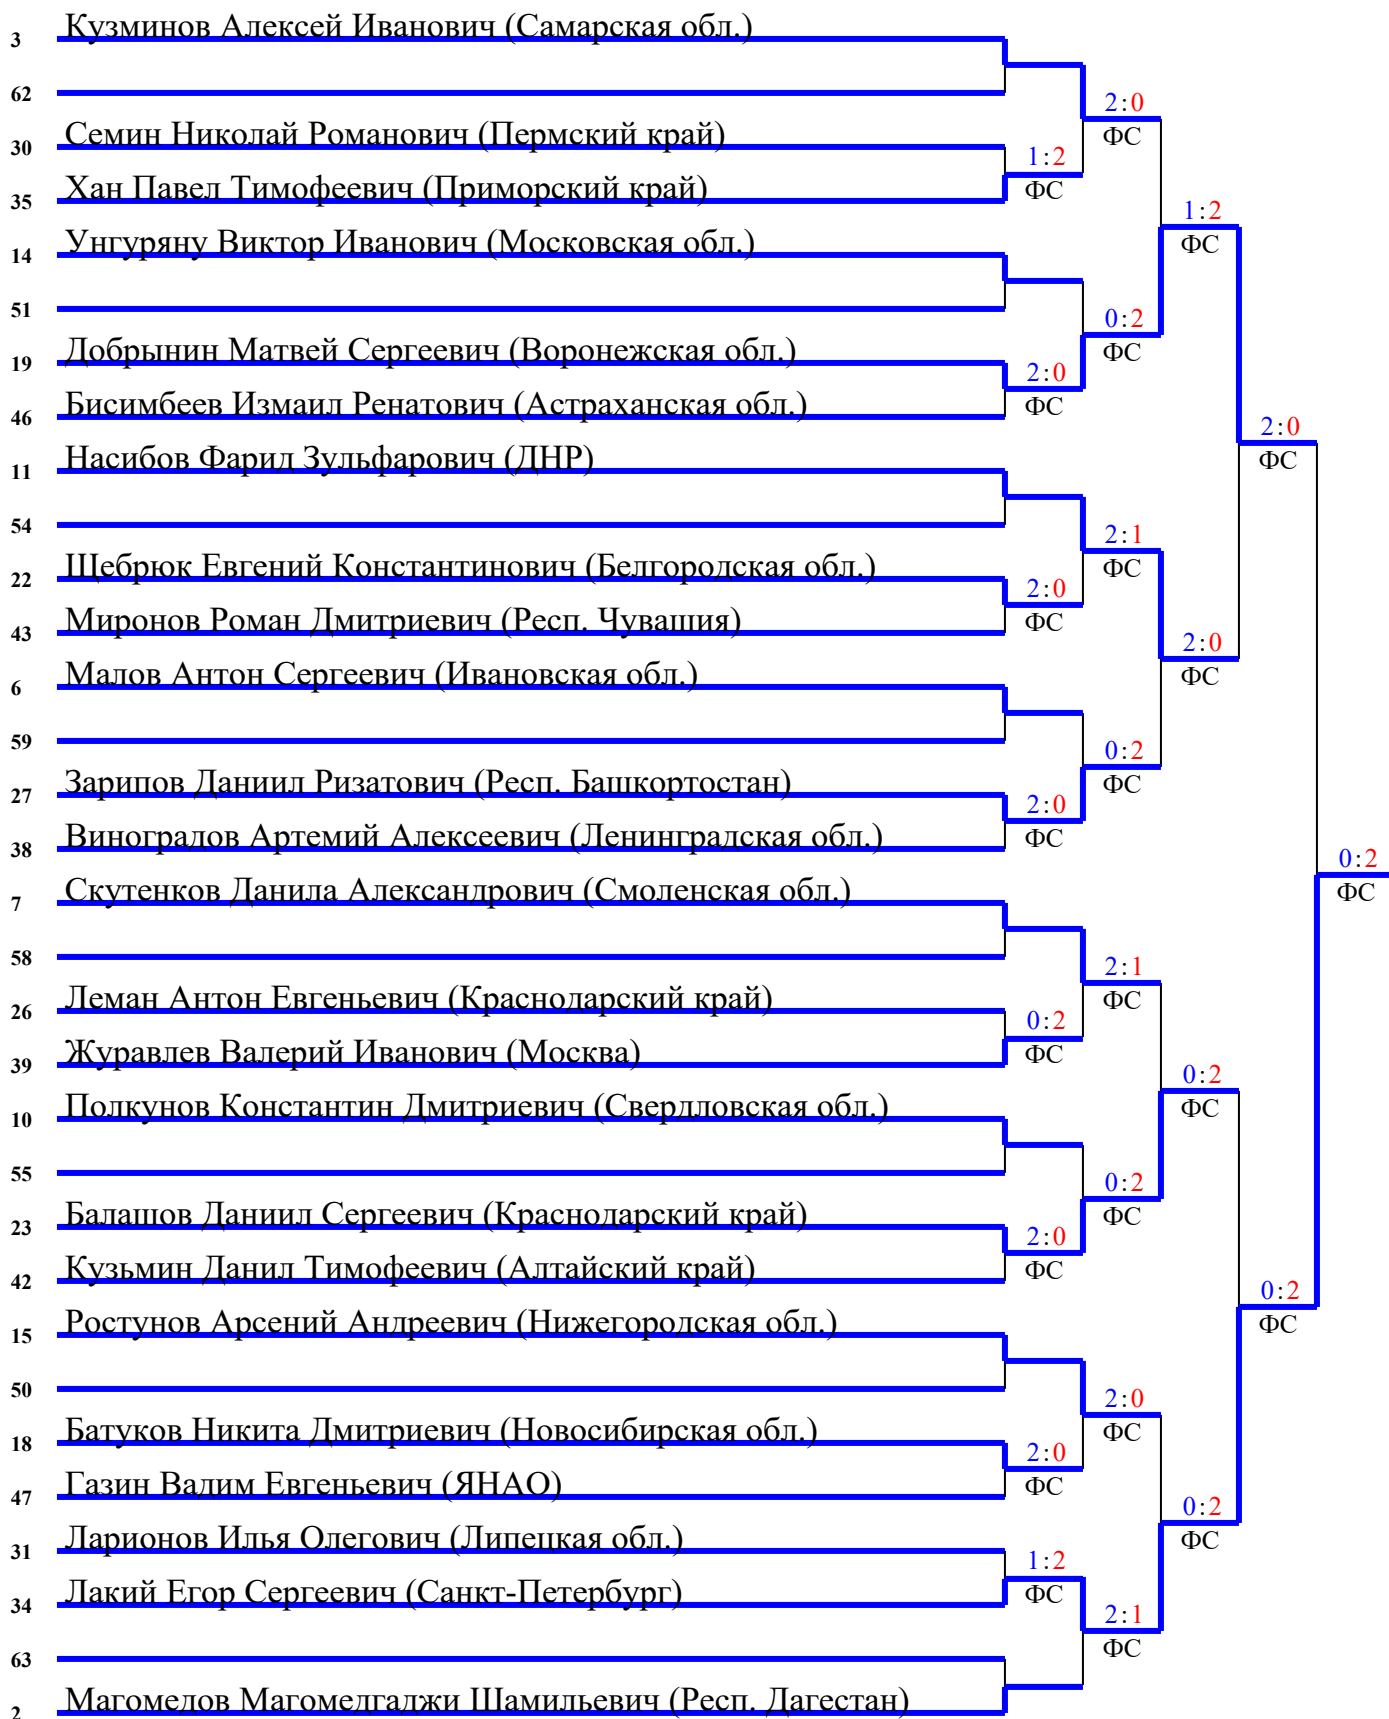 3 Кузминов Алексей Иванович (Самарская обл.)
62
2:0
ФС
30 Семин Николай Романович (Пермский край)
1:2
ФС
35 Хан Павел Тимофеевич (Приморский край)
1:2
ФС
14 Унгуряну Виктор Иванович (Московская обл.)
51
0:2
ФС
19 Добрынин Матвей Сергеевич (Воронежская обл.)
2:0
ФС
46 Бисимбеев Измаил Ренатович (Астраханская обл.)
2:0
ФС
11 Насибов Фарид Зульфарович (ДНР)
54
2:1
ФС
22 Щебрюк Евгений Константинович (Белгородская обл.)
2:0
ФС
43 Миронов Роман Дмитриевич (Респ. Чувашия)
2:0
ФС
6 Малов Антон Сергеевич (Ивановская обл.)
59
0:2
ФС
27 Зарипов Даниил Ризатович (Респ. Башкортостан)
2:0
ФС
38 Виноградов Артемий Алексеевич (Ленинградская обл.)
0:2
ФС
7 Скутенков Данила Александрович (Смоленская обл.)
58
2:1
ФС
26 Леман Антон Евгеньевич (Краснодарский край)
0:2
ФС
39 Журавлев Валерий Иванович (Москва)
0:2
ФС
10 Полкунов Константин Дмитриевич (Свердловская обл.)
55
0:2
ФС
23 Балашов Даниил Сергеевич (Краснодарский край)
2:0
ФС
42 Кузьмин Данил Тимофеевич (Алтайский край)
0:2
ФС
15 Ростунов Арсений Андреевич (Нижегородская обл.)
50
2:0
ФС
18 Батуков Никита Дмитриевич (Новосибирская обл.)
2:0
ФС
47 Газин Вадим Евгеньевич (ЯНАО)
0:2
ФС
31 Ларионов Илья Олегович (Липецкая обл.)
1:2
ФС
34 Лакий Егор Сергеевич (Санкт-Петербург)
2:1
ФС
63
2 Магомедов Магомедгаджи Шамильевич (Респ. Дагестан)